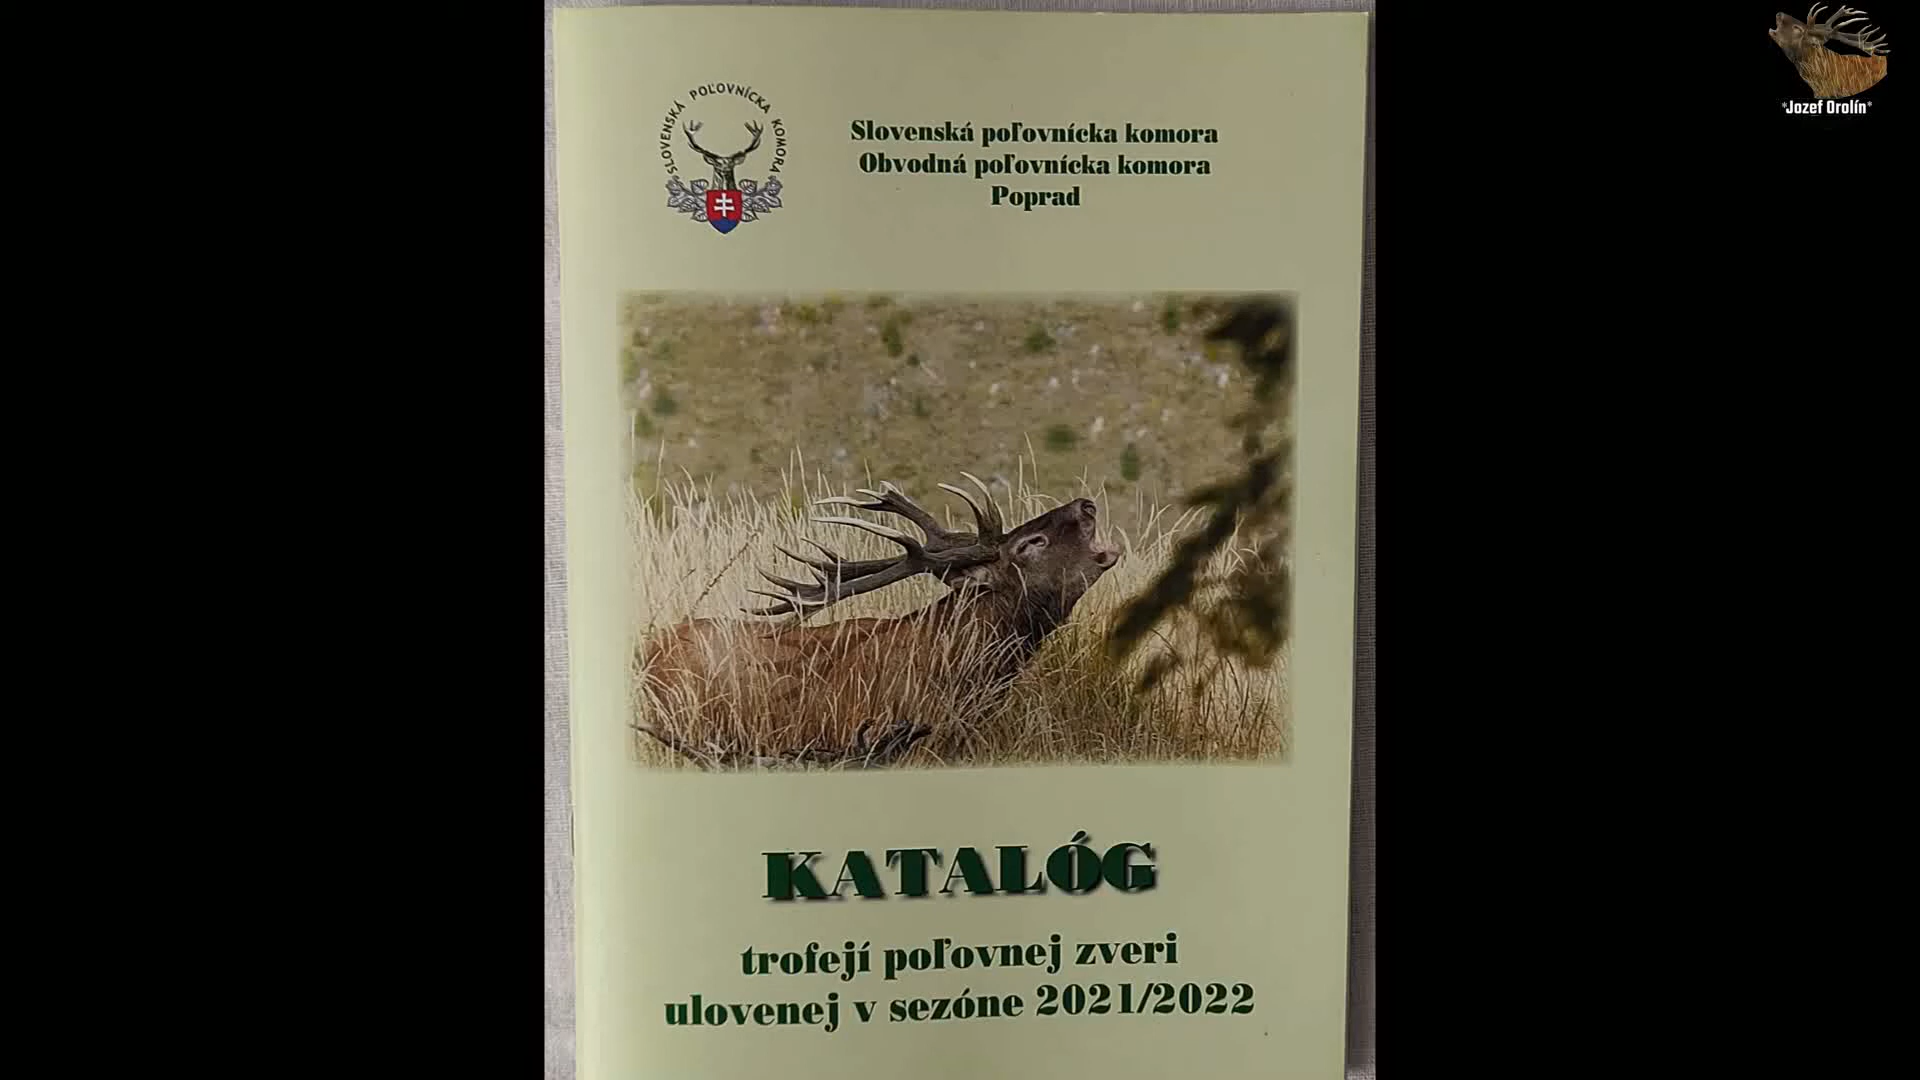 SLOVENSKÁ POĽOVNÍCKA KOMORA
Slovenská poľovnícka komora
Obvodná poľovnícka komora
Poprad
KATALÓG
trofejí poľovnej zveri
ulovenej v sezóne 2021/2022
*Jozef Orolín*